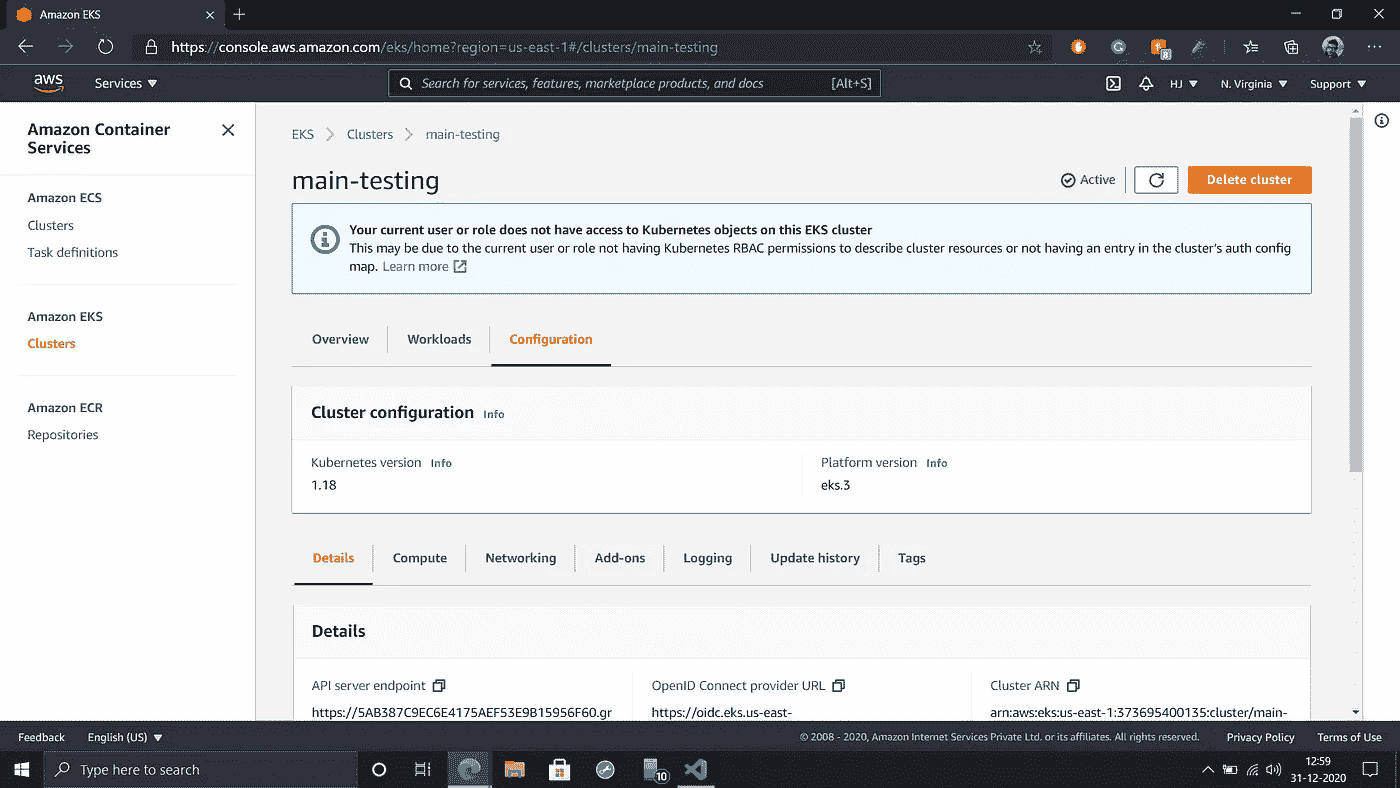 Amazon EKS
https://console.aws.amazon.com/eks/home?region=us-east-1#/clusters/main-testing
8
aws
Services
Search for services, features, marketplace products, and docs
[Alt+S]
HJ
N. Virginia
Support
Amazon Container
Services
Amazon ECS
Clusters
Task definitions
Amazon EKS
Clusters
Amazon ECR
Repositories
EKS
Clusters
main-testing
main-testing
Active
Delete cluster
Your current user or role does not have access to Kubernetes objects on this EKS cluster
This may be due to the current user or role not having Kubernetes RBAC permissions to describe cluster resources or not having an entry in the cluster's auth config
map. Learn more
Overview
Workloads
Configuration
Cluster configuration Info
Kubernetes version Info
1.18
Platform version Info
eks.3
Details
Compute
Networking
Add-ons
Logging
Update history
Tags
Details
API server endpoint
https://5AB387C9EC6E4175AEF53E9B15956F60.gr
OpenID Connect provider URL
https://oidc.eks.us-east-
Cluster ARN
arn:aws:eks:us-east-1:373695400135:cluster/main-
Feedback
English (US)
© 2008 - 2020, Amazon Internet Services Private Ltd. or its affiliates. All rights reserved.
Privacy Policy
Terms of Use
Type here to search
10
12:59
31-12-2020